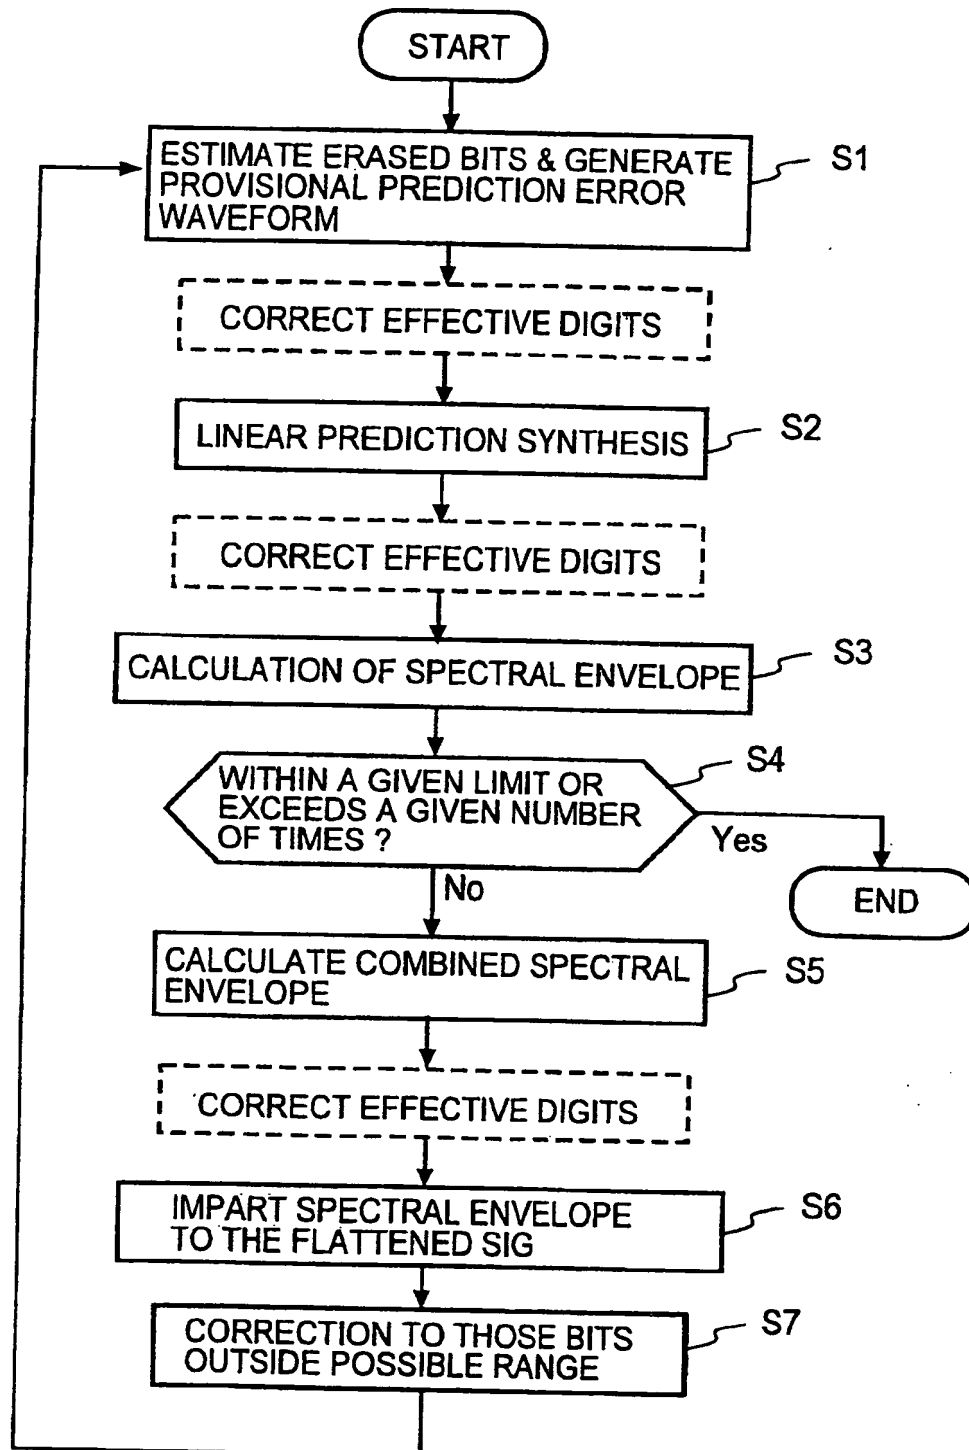 START
ESTIMATE ERASED BITS & GENERATE
PROVISIONAL PREDICTION ERROR
WAVEFORM
S1
CORRECT EFFECTIVE DIGITS
LINEAR PREDICTION SYNTHESIS
S2
CORRECT EFFECTIVE DIGITS
CALCULATION OF SPECTRAL ENVELOPE
S3
WITHIN A GIVEN LIMIT OR
EXCEEDS A GIVEN NUMBER
OF TIMES ?
S4
Yes
No
END
CALCULATE COMBINED SPECTRAL
ENVELOPE
S5
CORRECT EFFECTIVE DIGITS
IMPART SPECTRAL ENVELOPE
TO THE FLATTENED SIG
S6
CORRECTION TO THOSE BITS
OUTSIDE POSSIBLE RANGE
S7